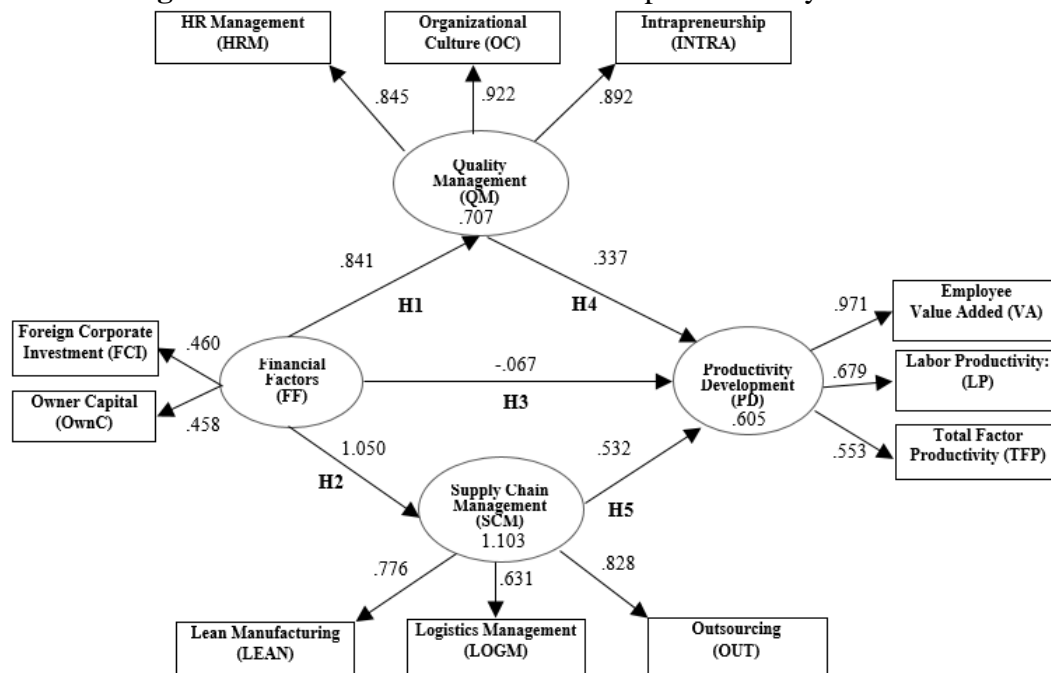 HR Management
(HRM)
Organizational
Culture (OC)
Intrapreneurship
(INTRA)
.845
.922
.892
Quality
Management
(QM)
.707
.841
.337
H1
H4
Employee
Value Added (VA)
.971
Foreign Corporate
Investment (FCI)
.460
Financial
Factors
(FF)
-.067
H3
Productivity
Development
(PD)
.605
.679
Labor Productivity:
(LP)
Owner Capital
(OwnC)
.458
.553
Total Factor
Productivity (TFP)
1.050
H2
.532
H5
Supply Chain
Management
(SCM)
1.103
.776
.631
.828
Lean Manufacturing
(LEAN)
Logistics Management
(LOGM)
Outsourcing
(OUT)